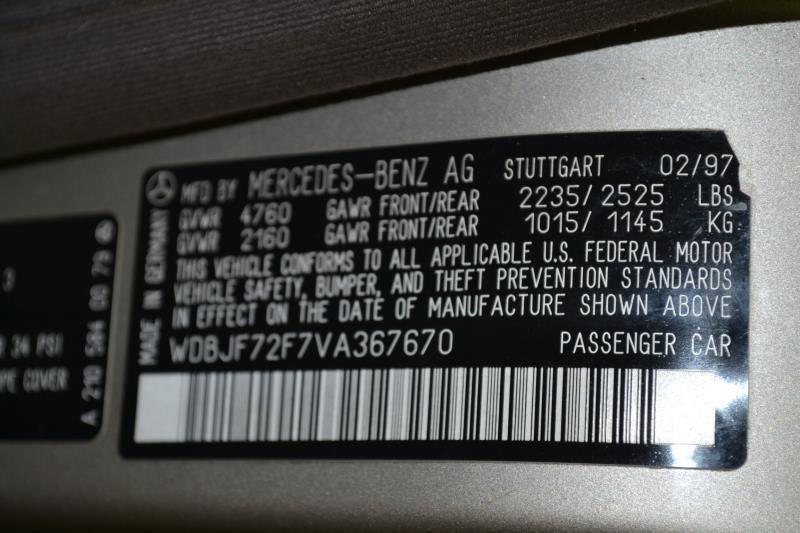 MFD BY MERCEDES-BENZ AG STUTTGART 02/97
GVWR 4760 GAWR FRONT/REAR 2235/2525 LBS
GVWR 2160 GAWR FRONT/REAR 1015/1145 KG
THIS VEHICLE CONFORMS TO ALL APPLICABLE U.S. FEDERAL MOTOR
VEHICLE SAFETY, BUMPER, AND THEFT PREVENTION STANDARDS
IN EFFECT ON THE DATE OF MANUFACTURE SHOWN ABOVE
WDBJF72F7VA367670 PASSENGER CAR
MADE IN GERMANY
3
34 PSI
COVER
A 210 584 00 79